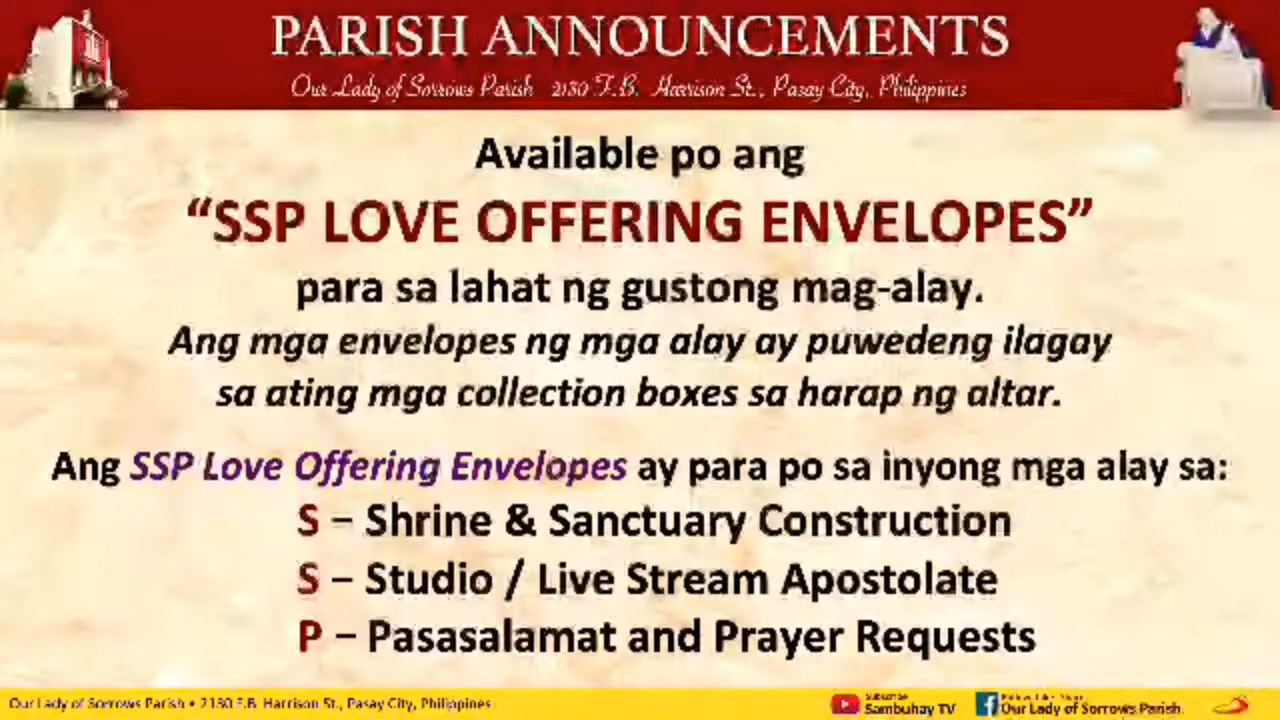 PARISH ANNOUNCEMENTS
Our Lady of Sorrows Parish 2130 F.B. Harrison St., Pasay City, Philippines
Available po ang
“SSP LOVE OFFERING ENVELOPES”
para sa lahat ng gustong mag-alay.
Ang mga envelopes ng mga alay ay puwedeng ilagay
sa ating mga collection boxes sa harap ng altar.
Ang SSP Love Offering Envelopes ay para po sa inyong mga alay sa:
S – Shrine & Sanctuary Construction
S – Studio / Live Stream Apostolate
P – Pasasalamat and Prayer Requests
Our Lady of Sorrows Parish • 2130 F.B. Harrison St., Pasay City, Philippines
Subscribe
Sambuhay TV
Our Lady of Sorrows Parish